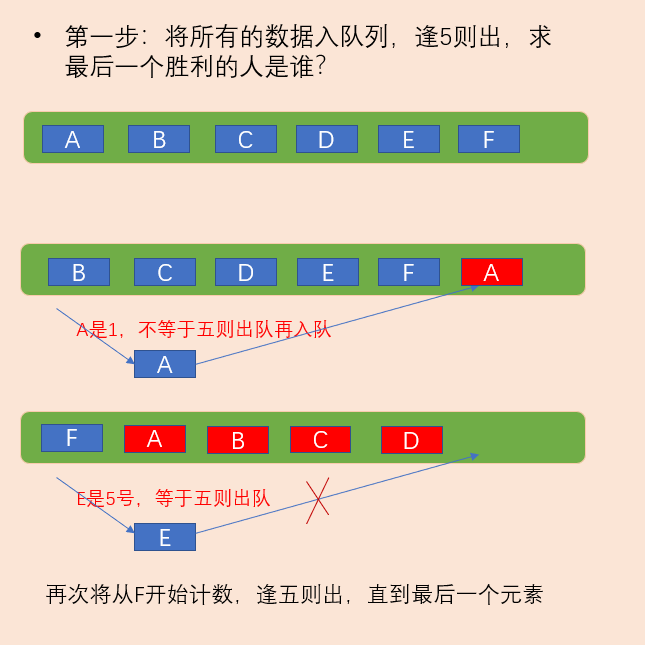 • 第一步：将所有的数据入队列，逢5则出，求
最后一个胜利的人是谁？
A B C D E F
B C D E F A
A是1，不等于五则出队再入队
A
F A B C D
E是5号，等于五则出队
E
再次将从F开始计数，逢五则出，直到最后一个元素